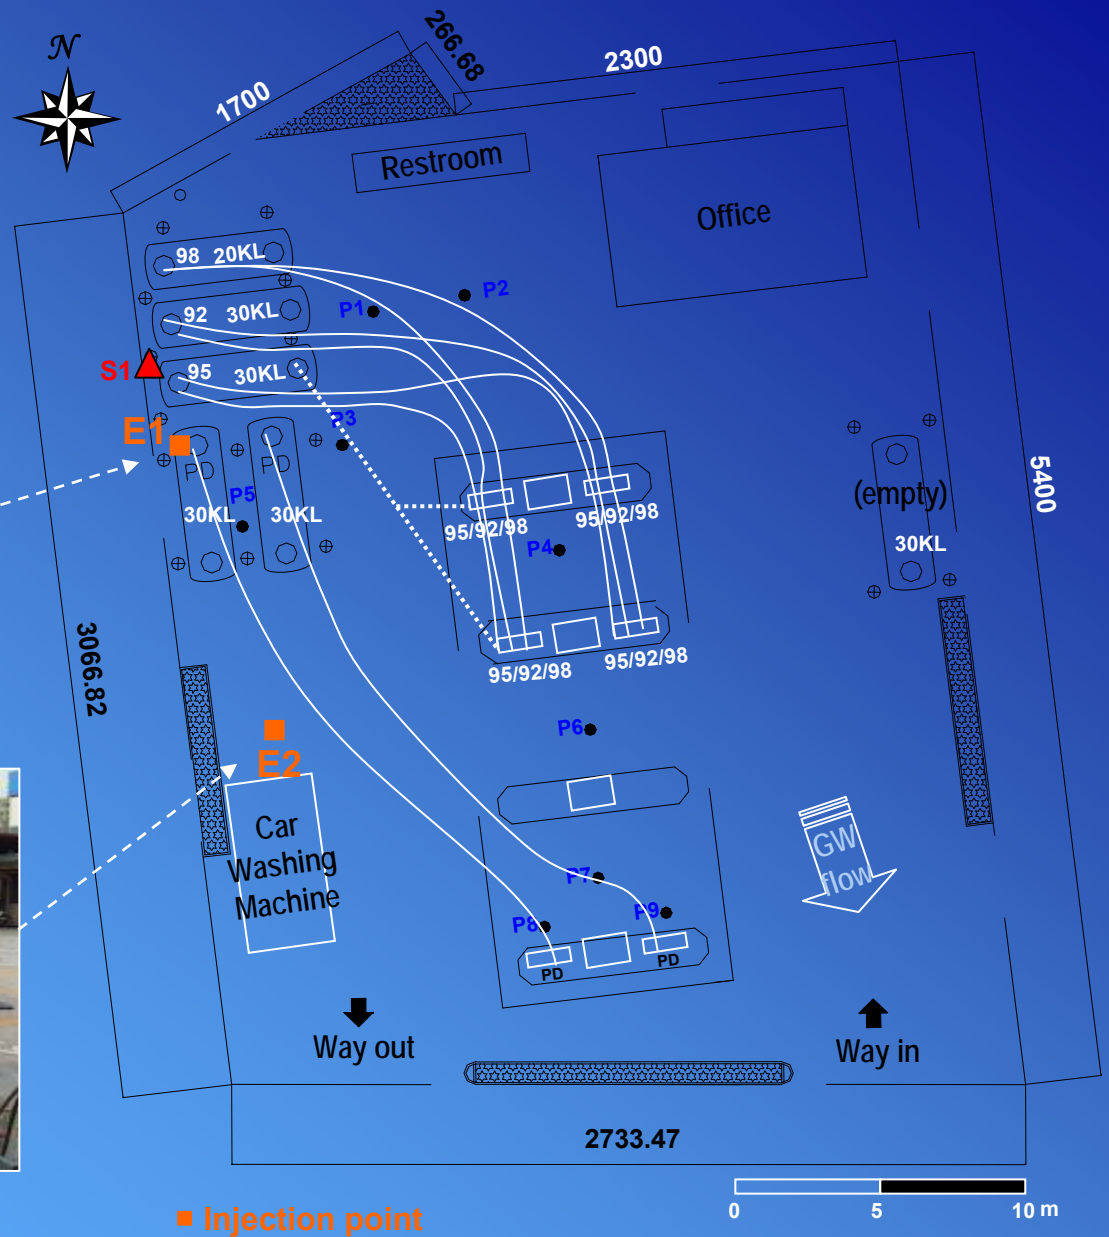 N
266.68
2300
1700
Restroom
Office
98 20KL
P1
P2
92 30KL
S1
95 30KL
E1
P3
PD
PD
P5
30KL
30KL
95/92/98
95/92/98
P4
(empty)
30KL
5400
3066.82
95/92/98
95/92/98
P6
E2
Car
Washing
Machine
GW
flow
P7
P8
P9
PD
PD
Way out
Way in
2733.47
0 5 10 m
Injection point